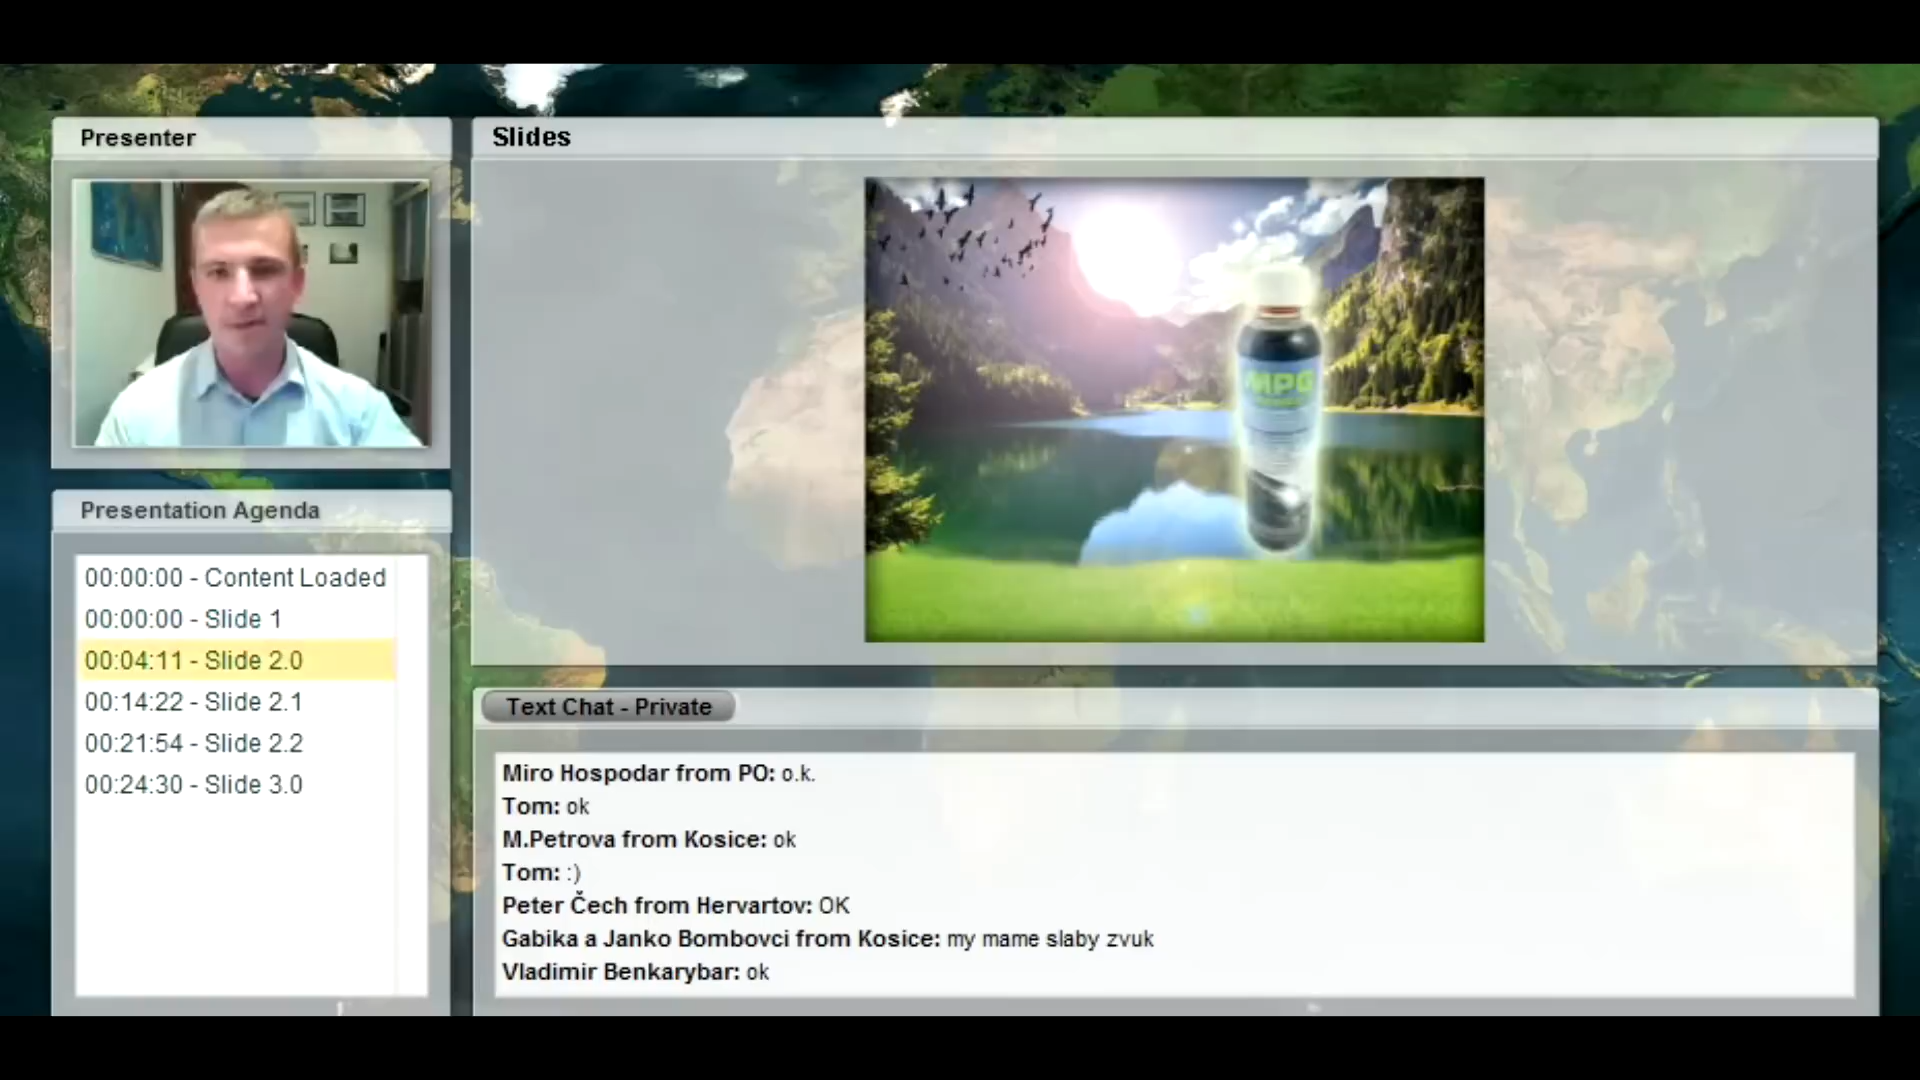 Presenter
Slides
MPG
Presentation Agenda
00:00:00 - Content Loaded
00:00:00 - Slide 1
00:04:11 - Slide 2.0
00:14:22 - Slide 2.1
00:21:54 - Slide 2.2
00:24:30 - Slide 3.0
Text Chat - Private
Miro Hospodar from PO: o.k.
Tom: ok
M.Petrova from Kosice: ok
Tom: :)
Peter Čech from Hervartov: OK
Gabika a Janko Bombovci from Kosice: my mame slaby zvuk
Vladimir Benkarybar: ok